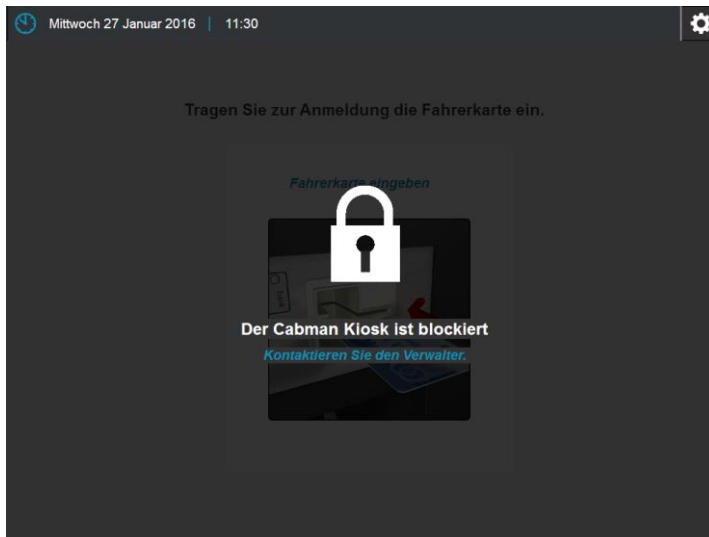 Mittwoch 27 Januar 2016 | 11:30
Tragen Sie zur Anmeldung die Fahrerkarte ein.
Fahrerkarte eingeben
Der Cabman Kiosk ist blockiert
Kontaktieren Sie den Verwalter.